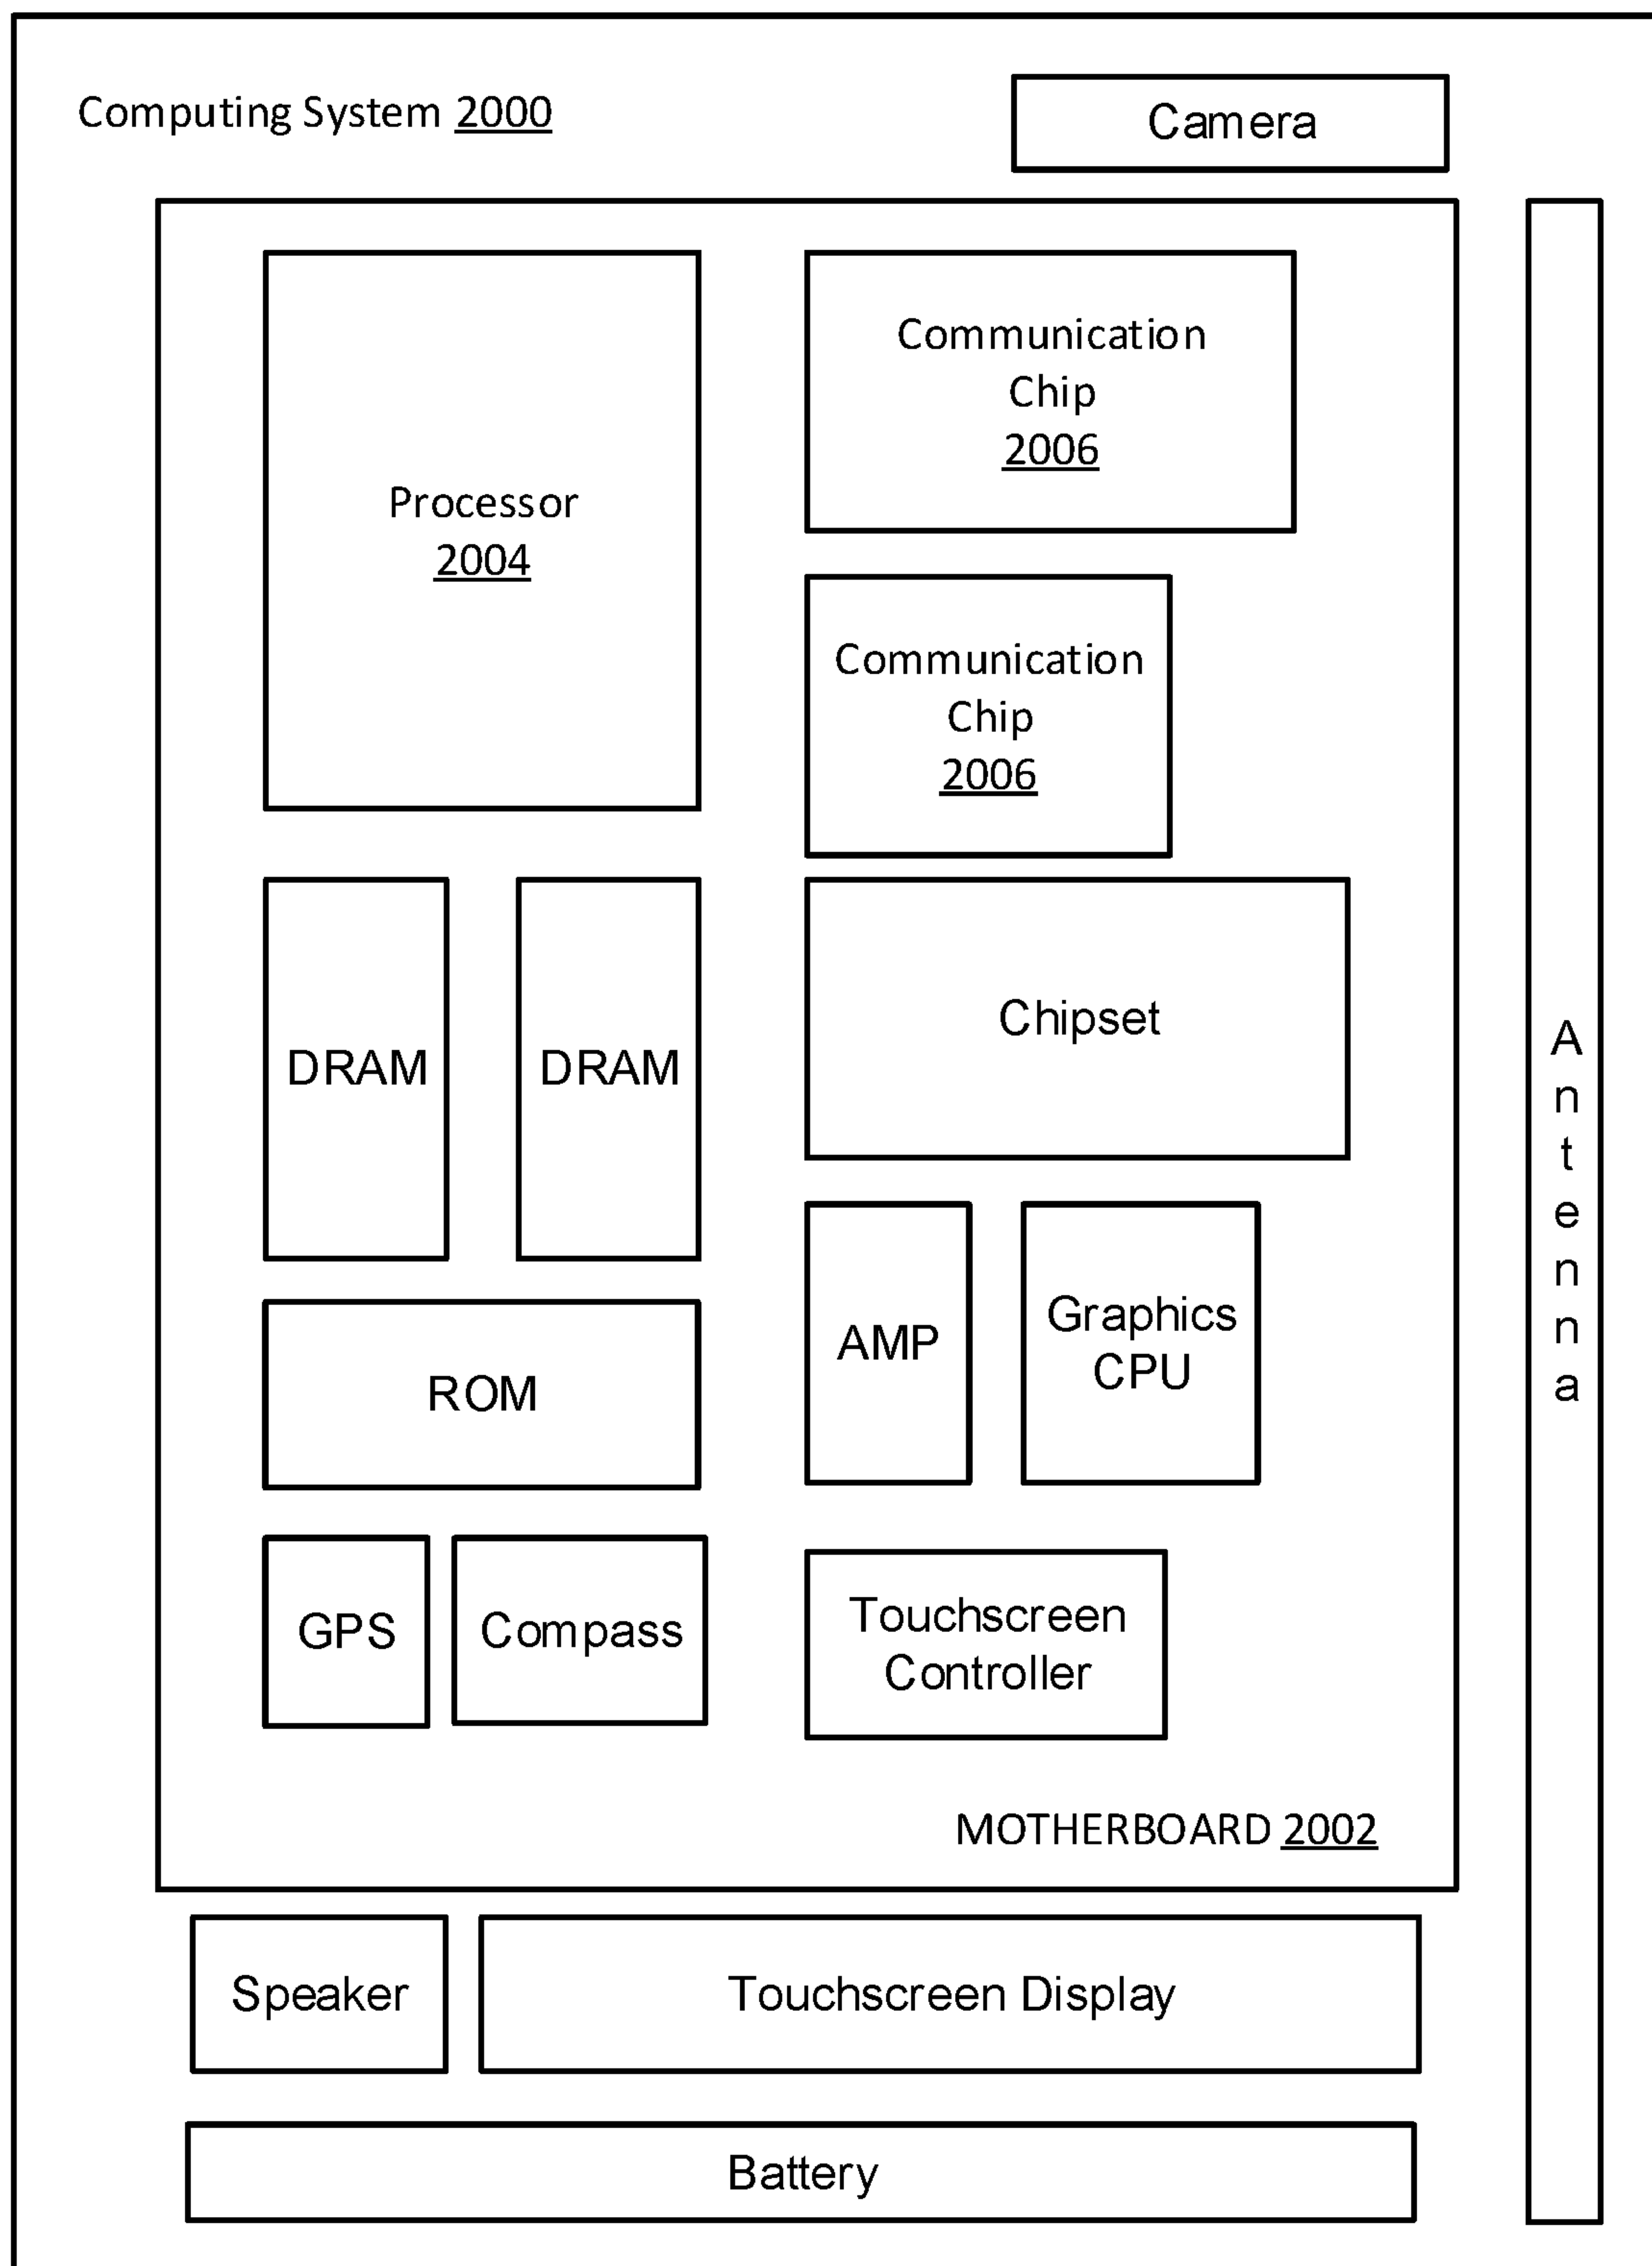 Computing System 2000
Camera
Processor
2004
Communication
Chip
2006
Communication
Chip
2006
DRAM
DRAM
Chipset
ROM
AMP
Graphics
CPU
GPS
Compass
Touchscreen
Controller
MOTHERBOARD 2002
Antenna
Speaker
Touchscreen Display
Battery